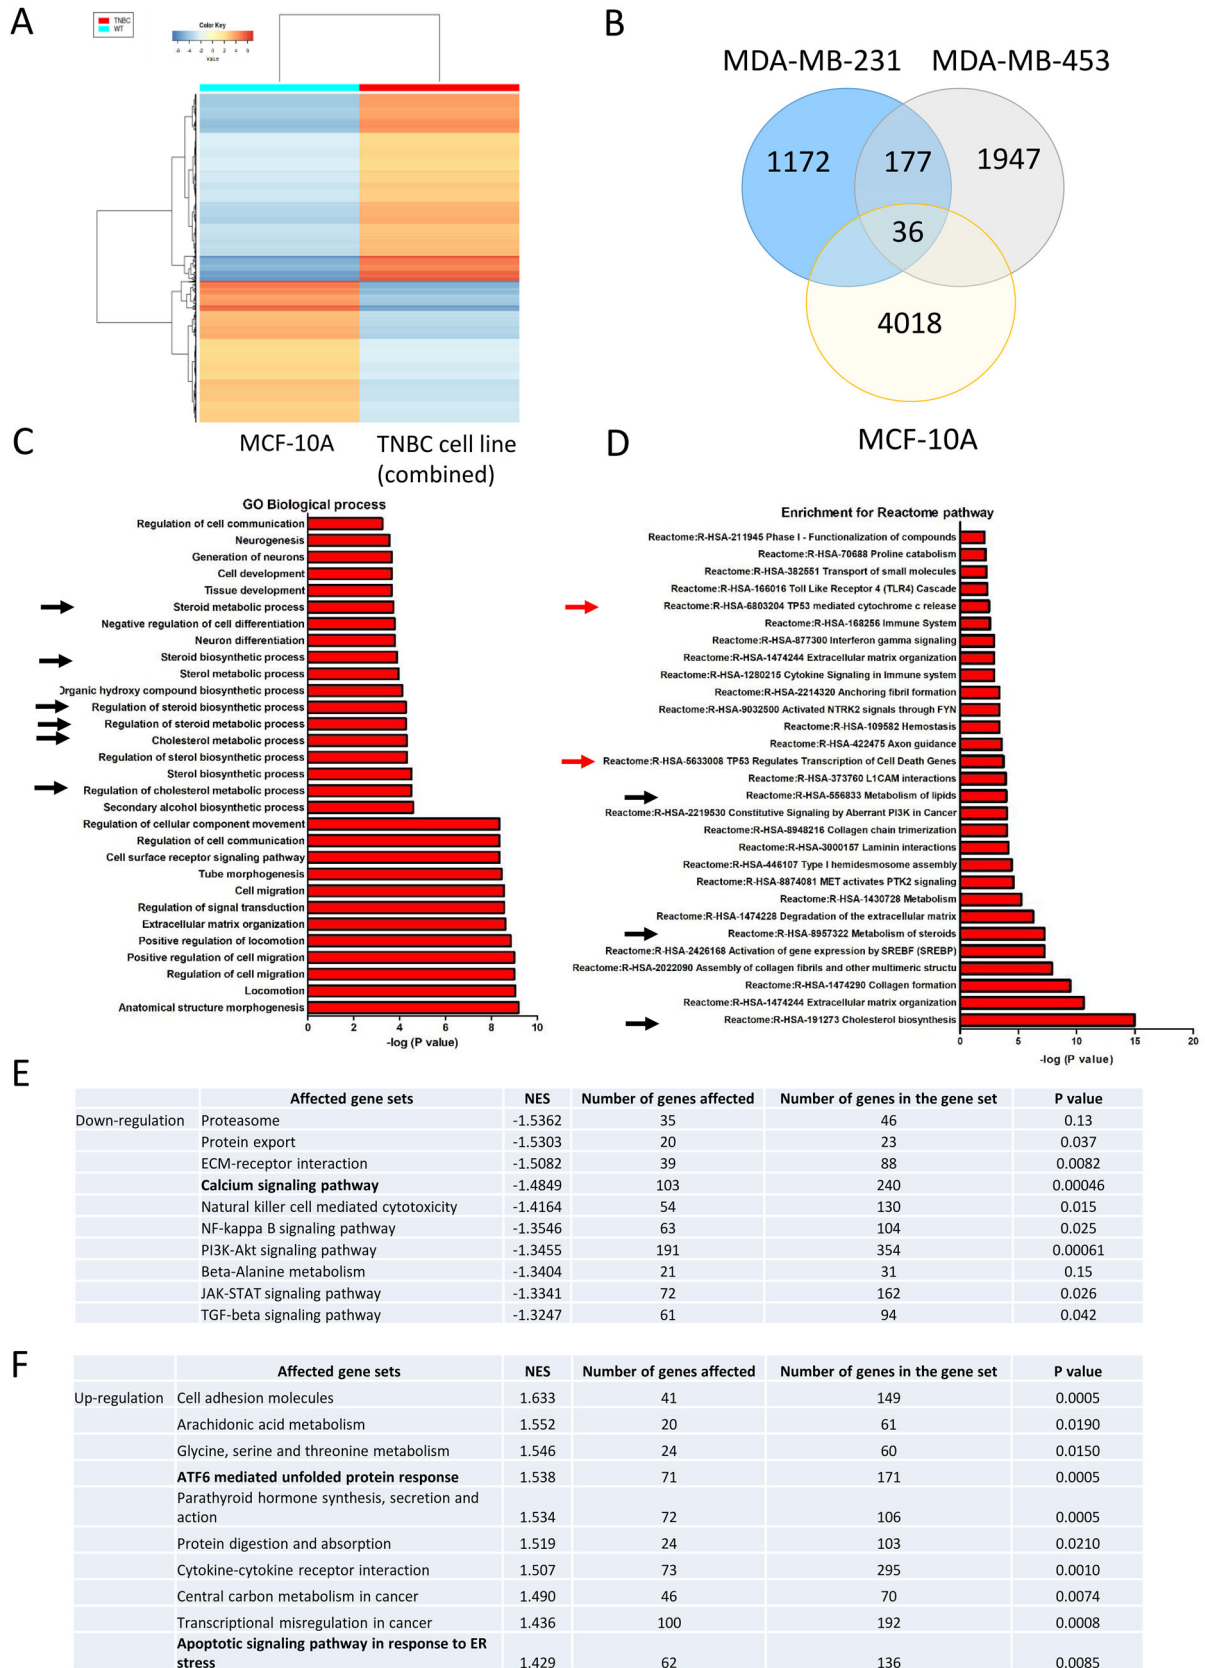 A
TNBC
WT
Color Key
-6 -4 -2 0 2 4 6
Value
MCF-10A
TNBC cell line
(combined)
B
MDA-MB-231 MDA-MB-453
1172 177 1947
36
4018
MCF-10A
C
GO Biological process
Regulation of cell communication
Neurogenesis
Generation of neurons
Cell development
Tissue development
Steroid metabolic process
Negative regulation of cell differentiation
Neuron differentiation
Steroid biosynthetic process
Sterol metabolic process
Organic hydroxy compound biosynthetic process
Regulation of steroid biosynthetic process
Regulation of steroid metabolic process
Cholesterol metabolic process
Regulation of sterol biosynthetic process
Sterol biosynthetic process
Regulation of cholesterol metabolic process
Secondary alcohol biosynthetic process
Regulation of cellular component movement
Regulation of cell communication
Cell surface receptor signaling pathway
Tube morphogenesis
Cell migration
Regulation of signal transduction
Extracellular matrix organization
Positive regulation of locomotion
Positive regulation of cell migration
Regulation of cell migration
Locomotion
Anatomical structure morphogenesis
0 2 4 6 8 10
-log (P value)
D
Enrichment for Reactome pathway
Reactome:R-HSA-211945 Phase I - Functionalization of compounds
Reactome:R-HSA-70688 Proline catabolism
Reactome:R-HSA-382551 Transport of small molecules
Reactome:R-HSA-166016 Toll Like Receptor 4 (TLR4) Cascade
Reactome:R-HSA-6803204 TP53 mediated cytochrome c release
Reactome:R-HSA-168256 Immune System
Reactome:R-HSA-877300 Interferon gamma signaling
Reactome:R-HSA-1474244 Extracellular matrix organization
Reactome:R-HSA-1280215 Cytokine Signaling in Immune system
Reactome:R-HSA-2214320 Anchoring fibril formation
Reactome:R-HSA-9032500 Activated NTRK2 signals through FYN
Reactome:R-HSA-109582 Hemostasis
Reactome:R-HSA-422475 Axon guidance
Reactome:R-HSA-5633008 TP53 Regulates Transcription of Cell Death Genes
Reactome:R-HSA-373760 L1CAM interactions
Reactome:R-HSA-556833 Metabolism of lipids
Reactome:R-HSA-2219530 Constitutive Signaling by Aberrant PI3K in Cancer
Reactome:R-HSA-8948216 Collagen chain trimerization
Reactome:R-HSA-3000157 Laminin interactions
Reactome:R-HSA-446107 Type I hemidesmosome assembly
Reactome:R-HSA-8874081 MET activates PTK2 signaling
Reactome:R-HSA-1430728 Metabolism
Reactome:R-HSA-1474228 Degradation of the extracellular matrix
Reactome:R-HSA-8957322 Metabolism of steroids
Reactome:R-HSA-2426168 Activation of gene expression by SREBF (SREBP)
Reactome:R-HSA-2022090 Assembly of collagen fibrils and other multimeric structu
Reactome:R-HSA-1474290 Collagen formation
Reactome:R-HSA-1474244 Extracellular matrix organization
Reactome:R-HSA-191273 Cholesterol biosynthesis
0 5 10 15 20
-log (P value)
E
Affected gene sets NES Number of genes affected Number of genes in the gene set P value
Down-regulation Proteasome -1.5362 35 46 0.13
Protein export -1.5303 20 23 0.037
ECM-receptor interaction -1.5082 39 88 0.0082
Calcium signaling pathway -1.4849 103 240 0.00046
Natural killer cell mediated cytotoxicity -1.4164 54 130 0.015
NF-kappa B signaling pathway -1.3546 63 104 0.025
PI3K-Akt signaling pathway -1.3455 191 354 0.00061
Beta-Alanine metabolism -1.3404 21 31 0.15
JAK-STAT signaling pathway -1.3341 72 162 0.026
TGF-beta signaling pathway -1.3247 61 94 0.042
F
Affected gene sets NES Number of genes affected Number of genes in the gene set P value
Up-regulation Cell adhesion molecules 1.633 41 149 0.0005
Arachidonic acid metabolism 1.552 20 61 0.0190
Glycine, serine and threonine metabolism 1.546 24 60 0.0150
ATF6 mediated unfolded protein response 1.538 71 171 0.0005
Parathyroid hormone synthesis, secretion and
action 1.534 72 106 0.0005
Protein digestion and absorption 1.519 24 103 0.0210
Cytokine-cytokine receptor interaction 1.507 73 295 0.0010
Central carbon metabolism in cancer 1.490 46 70 0.0074
Transcriptional misregulation in cancer 1.436 100 192 0.0008
Apoptotic signaling pathway in response to ER
stress 1.429 62 136 0.0085